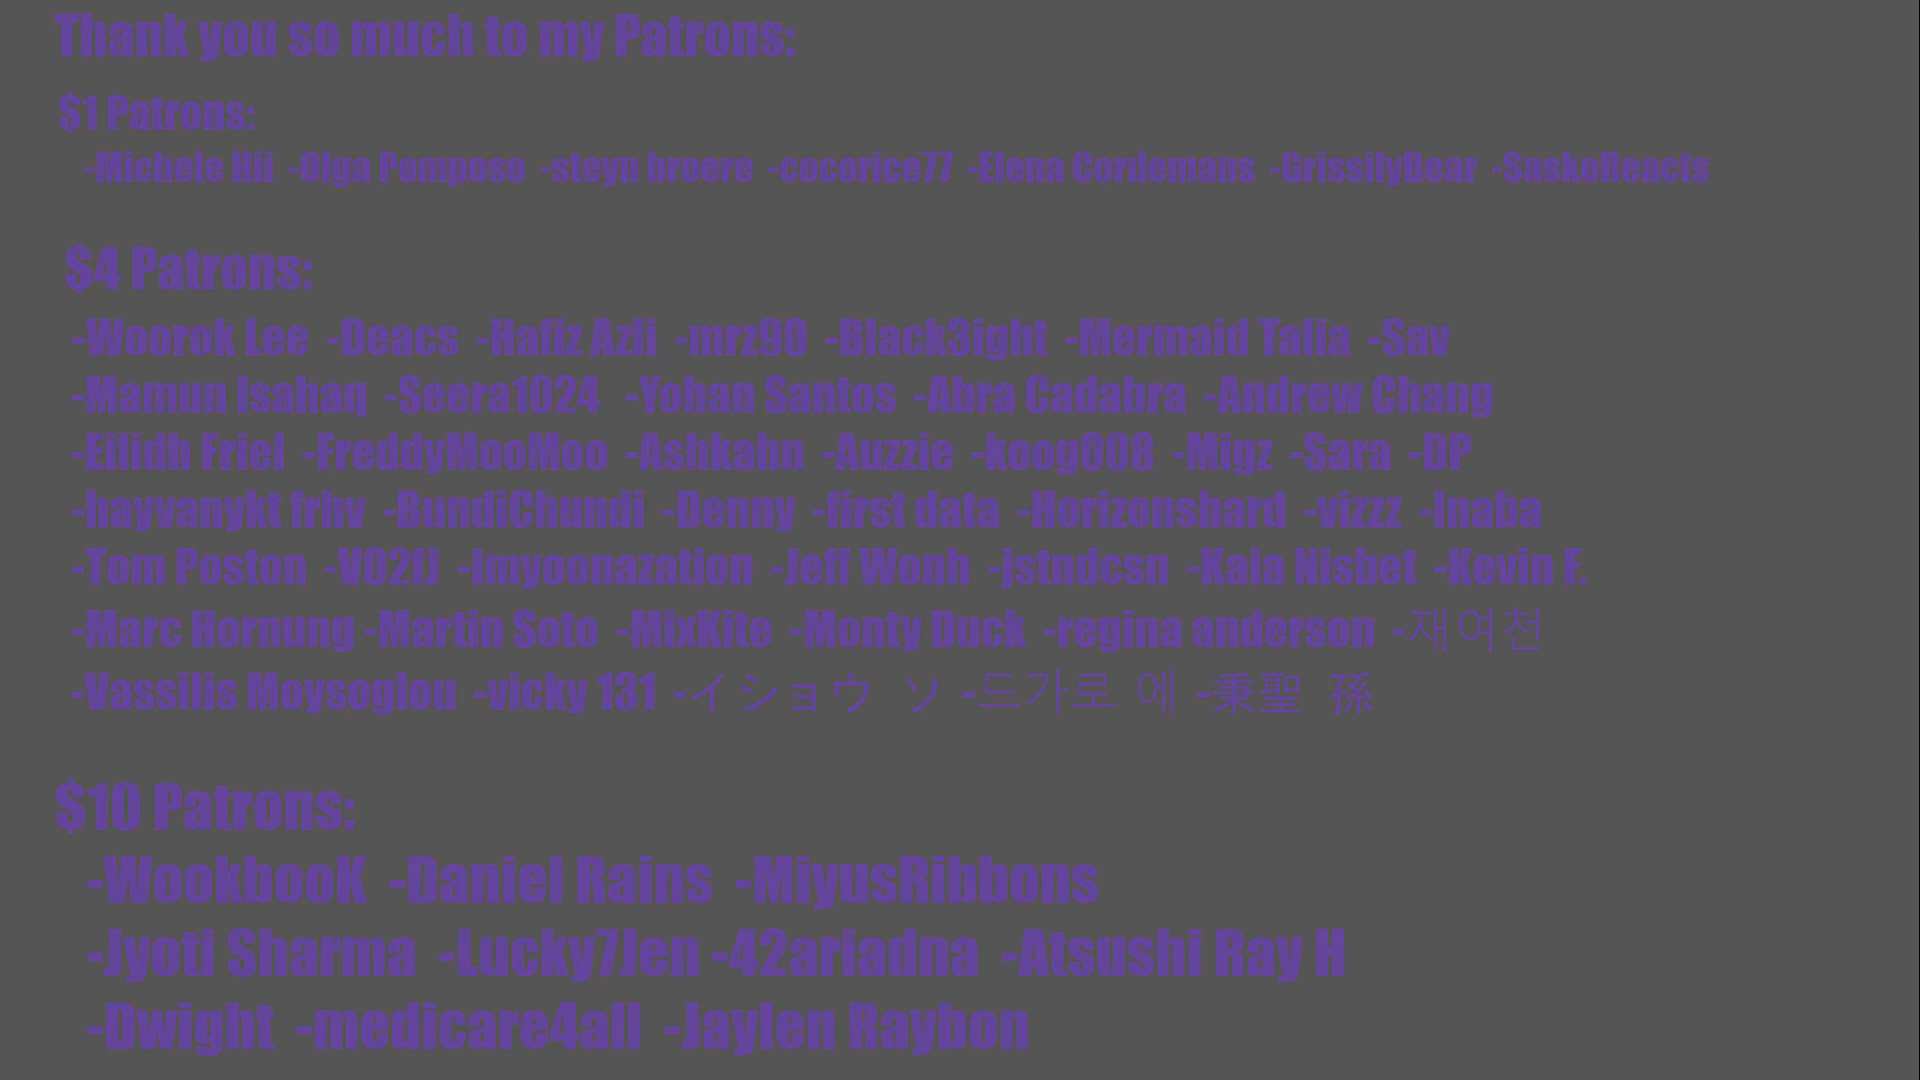 Thank you so much to my Patrons:
$1 Patrons:
-Michele Hii -Olga Pomposo -steyn broere -cocorice77 -Elena Cordemans -GrissilyBear -SaskoReacts
$4 Patrons:
-Woorok Lee -Deacs -Hafiz Azli -mrz90 -Black3ight -Mermaid Talia -Sav
-Mamun Isahaq -Seera1024 -Yohan Santos -Abra Cadabra -Andrew Chang
-Eilidh Friel -FreddyMooMoo -Ashkahn -Auzzie -koog008 -Migz -Sara -DP
-hayvanykt frhv -BundiChundi -Denny -first data -Horizonshard -vizzz -Inaba
-Tom Poston -V02fJ -Imyoonazation -Jeff Wonh -jstndcsn -Kaia Nisbet -Kevin F.
-Marc Hornung -Martin Soto -MixKite -Monty Duck -regina anderson -재여천
-Vassilis Moysoglou -vicky 131 -イショウ ソ -드가로 에 -秉聖 孫
$10 Patrons:
-WookbooK -Daniel Rains -MiyusRibbons
-Jyoti Sharma -Lucky7Jen -42ariadna -Atsushi Ray H
-Dwight -medicare4all -Jaylen Raybon